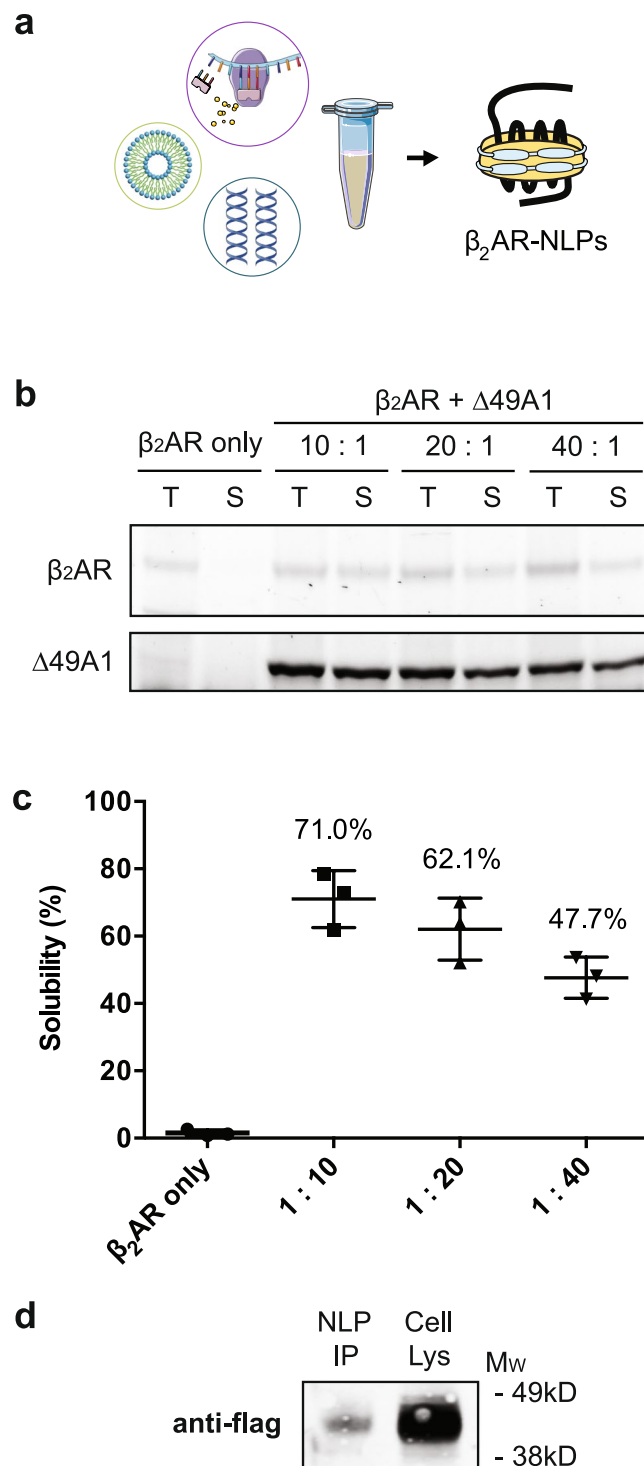 a
β₂AR-NLPs
b
β₂AR + Δ49A1
β₂AR only 10 : 1 20 : 1 40 : 1
T S T S T S T S
β₂AR
Δ49A1
c
100
80
60
40
20
0
Solubility (%)
71.0%
62.1%
47.7%
β₂AR only
1 : 10
1 : 20
1 : 40
d
NLP IP
Cell Lys
Mw
- 49kD
anti-flag
- 38kD